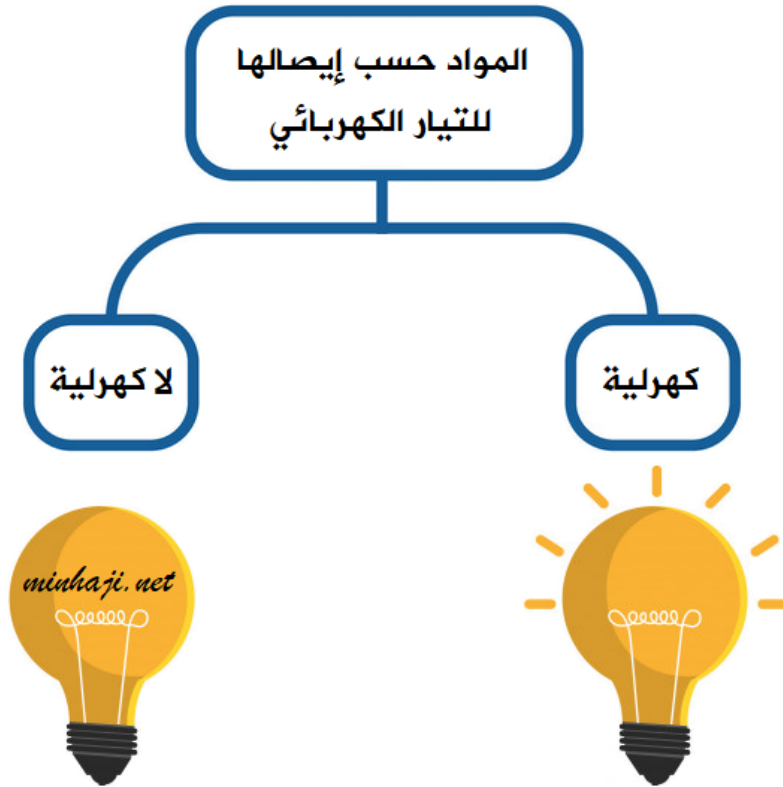 المواد حسب إيصالها
للتيار الكهربائي
كهرلية
لا كهرلية
minhaji.net